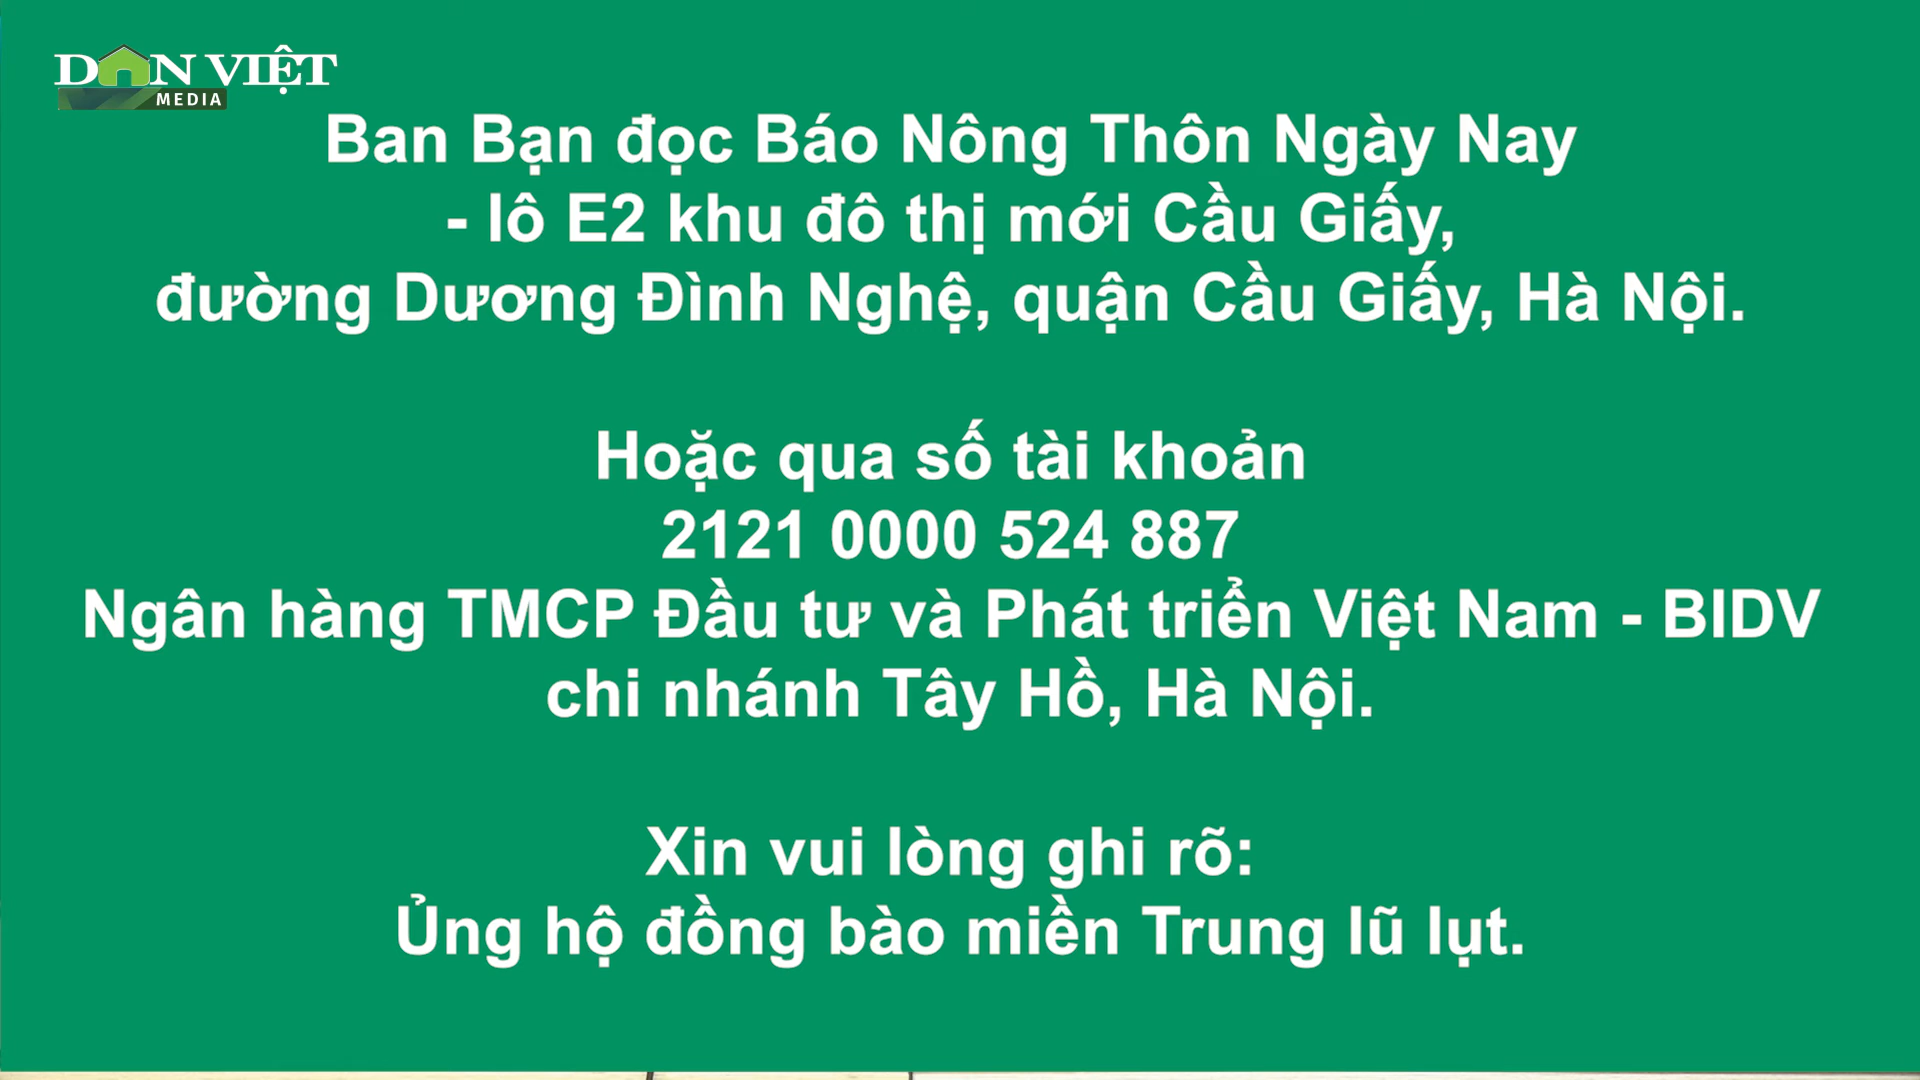 DÂN VIỆT
MEDIA
Ban Bạn đọc Báo Nông Thôn Ngày Nay
- lô E2 khu đô thị mới Cầu Giấy,
đường Dương Đình Nghệ, quận Cầu Giấy, Hà Nội.
Hoặc qua số tài khoản
2121 0000 524 887
Ngân hàng TMCP Đầu tư và Phát triển Việt Nam - BIDV
chi nhánh Tây Hồ, Hà Nội.
Xin vui lòng ghi rõ:
Ủng hộ đồng bào miền Trung lũ lụt.